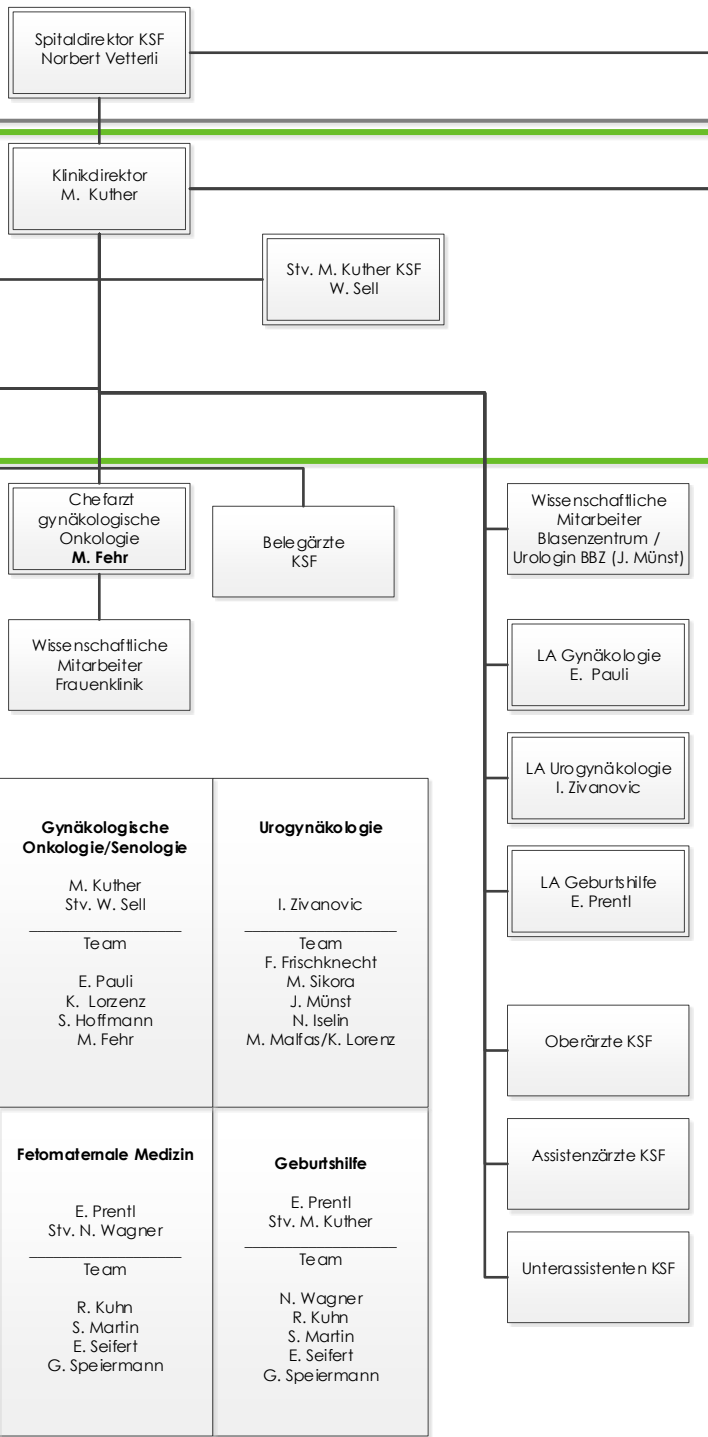 Spitaldirektor KSF
Norbert Vetterli
Klinikdirektor
M. Kuther
Stv. M. Kuther KSF
W. Sell
Chefarzt
gynäkologische
Onkologie
M. Fehr
Belegärzte
KSF
Wissenschaftliche
Mitarbeiter
Blasenzentrum /
Urologin BBZ (J. Münst)
Wissenschaftliche
Mitarbeiter
Frauenklinik
LA Gynäkologie
E. Pauli
LA Urogynäkologie
I. Zivanovic
LA Geburtshilfe
E. Prentl
Oberärzte KSF
Assistenzärzte KSF
Unterassistenten KSF
Gynäkologische
Onkologie/Senologie
M. Kuther
Stv. W. Sell
Team
E. Pauli
K. Lorzenz
S. Hoffmann
M. Fehr
Urogynäkologie
I. Zivanovic
Team
F. Frischknecht
M. Sikora
J. Münst
N. Iselin
M. Malfas/K. Lorenz
Fetomaternale Medizin
E. Prentl
Stv. N. Wagner
Team
R. Kuhn
S. Martin
E. Seifert
G. Speiermann
Geburtshilfe
E. Prentl
Stv. M. Kuther
Team
N. Wagner
R. Kuhn
S. Martin
E. Seifert
G. Speiermann